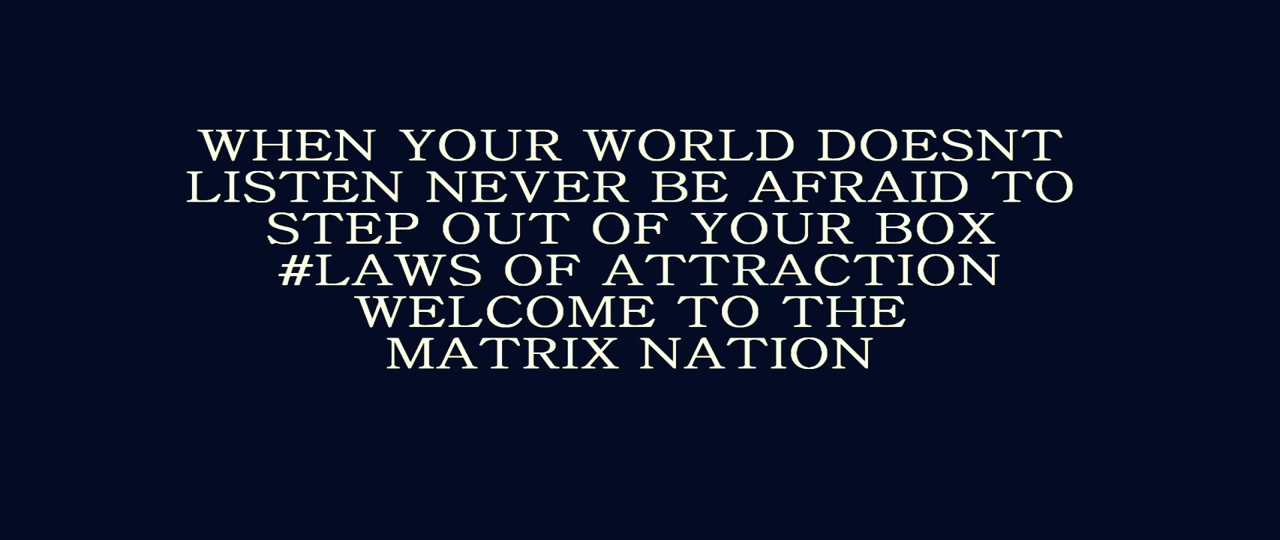 WHEN YOUR WORLD DOESNT
LISTEN NEVER BE AFRAID TO
STEP OUT OF YOUR BOX
#LAWS OF ATTRACTION
WELCOME TO THE
MATRIX NATION